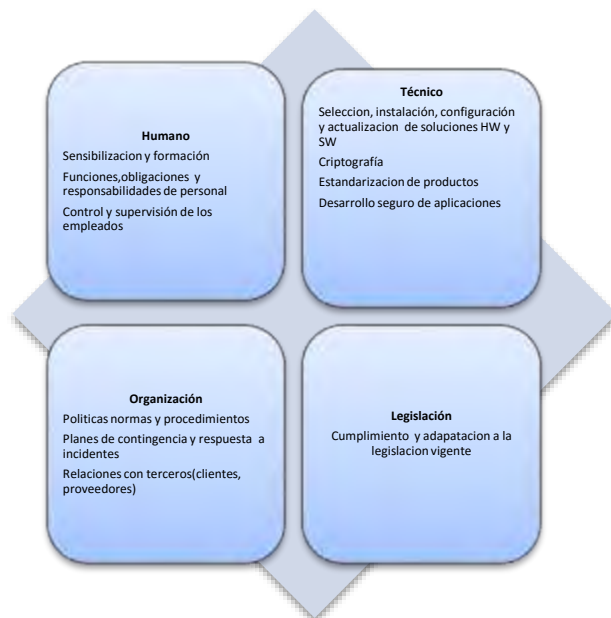 Humano
Sensibilizacion y formación
Funciones,obligaciones y
responsabilidades de personal
Control y supervisión de los
empleados
Técnico
Seleccion, instalación, configuración
y actualizacion de soluciones HW y
SW
Criptografía
Estandarizacion de productos
Desarrollo seguro de aplicaciones
Organización
Politicas normas y procedimientos
Planes de contingencia y respuesta a
incidentes
Relaciones con terceros(clientes,
proveedores)
Legislación
Cumplimiento y adapatacion a la
legislacion vigente